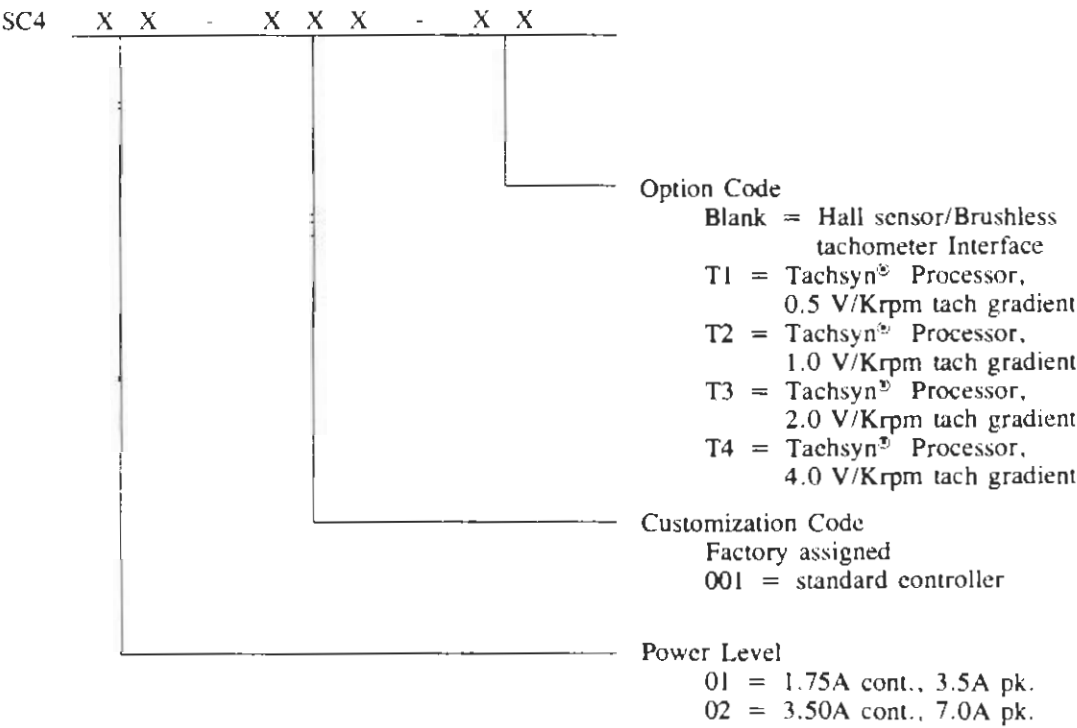 SC4 X X - X X X - X X
Option Code
Blank = Hall sensor/Brushless
tachometer Interface
T1 = Tachsyn® Processor,
0.5 V/Krpm tach gradient
T2 = Tachsyn® Processor,
1.0 V/Krpm tach gradient
T3 = Tachsyn® Processor,
2.0 V/Krpm tach gradient
T4 = Tachsyn® Processor,
4.0 V/Krpm tach gradient
Customization Code
Factory assigned
001 = standard controller
Power Level
01 = 1.75A cont., 3.5A pk.
02 = 3.50A cont., 7.0A pk.